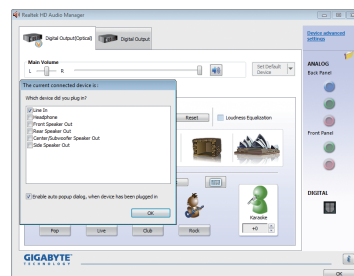 Realtek HD Audio Manager
Digital Output(Optical)
Digital Output
Device advanced
settings
Main Volume
L
R
Set Default
Device
ANALOG
Back Panel
The current connected device is :
Which device did you plug in?
Line In
Headphone
Front Speaker Out
Rear Speaker Out
Center/Subwoofer Speaker Out
Side Speaker Out
Reset
Loudness Equalization
Front Panel
Enable auto popup dialog, when device has been plugged in
OK
DIGITAL
Karaoke
Pop
Live
Club
Rock
+0
GIGABYTE
TECHNOLOGY
OK